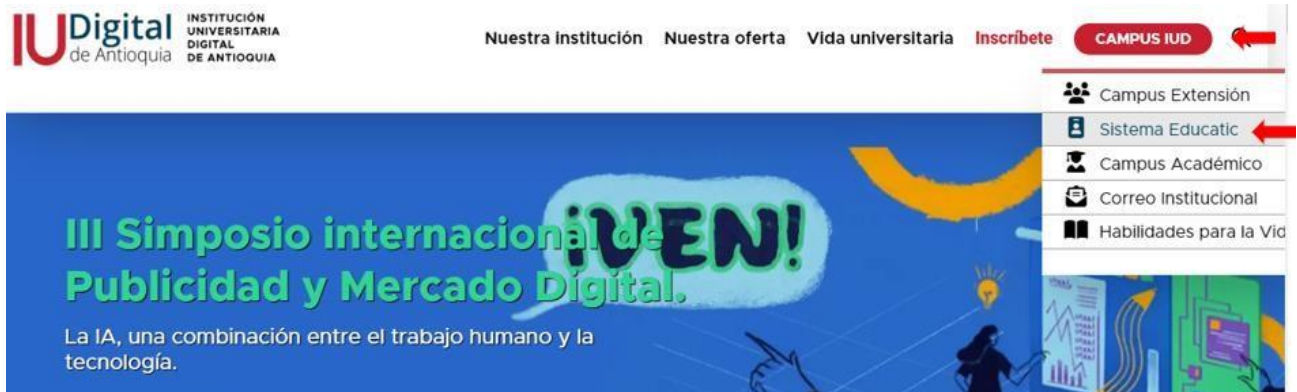 IUDigital
de Antioquia
INSTITUCIÓN
UNIVERSITARIA
DIGITAL
DE ANTIOQUIA
Nuestra institución Nuestra oferta Vida universitaria Inscríbete CAMPUS IUD
Campus Extensión
Sistema Educatic
Campus Académico
Correo Institucional
Habilidades para la Vid
¡VEN!
III Simposio internacional de
Publicidad y Mercado Digital.
La IA, una combinación entre el trabajo humano y la
tecnología.